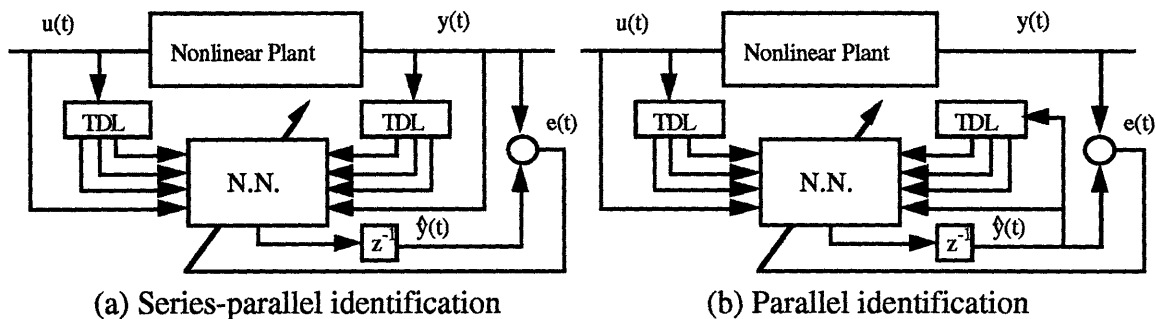 u(t)
Nonlinear Plant
y(t)
TDL
TDL
e(t)
N.N.
z⁻¹
ŷ(t)
(a) Series-parallel identification
u(t)
Nonlinear Plant
y(t)
TDL
TDL
e(t)
N.N.
z⁻¹
ŷ(t)
(b) Parallel identification